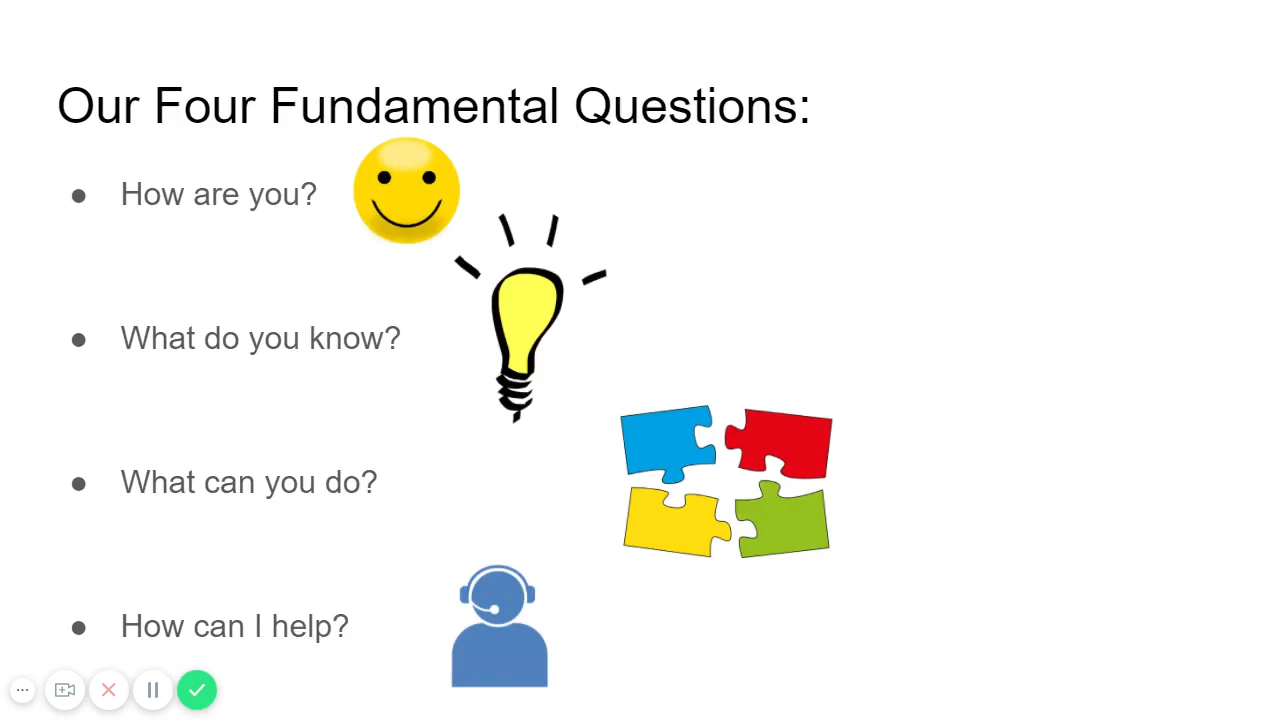 Our Four Fundamental Questions:
● How are you?
● What do you know?
● What can you do?
● How can I help?